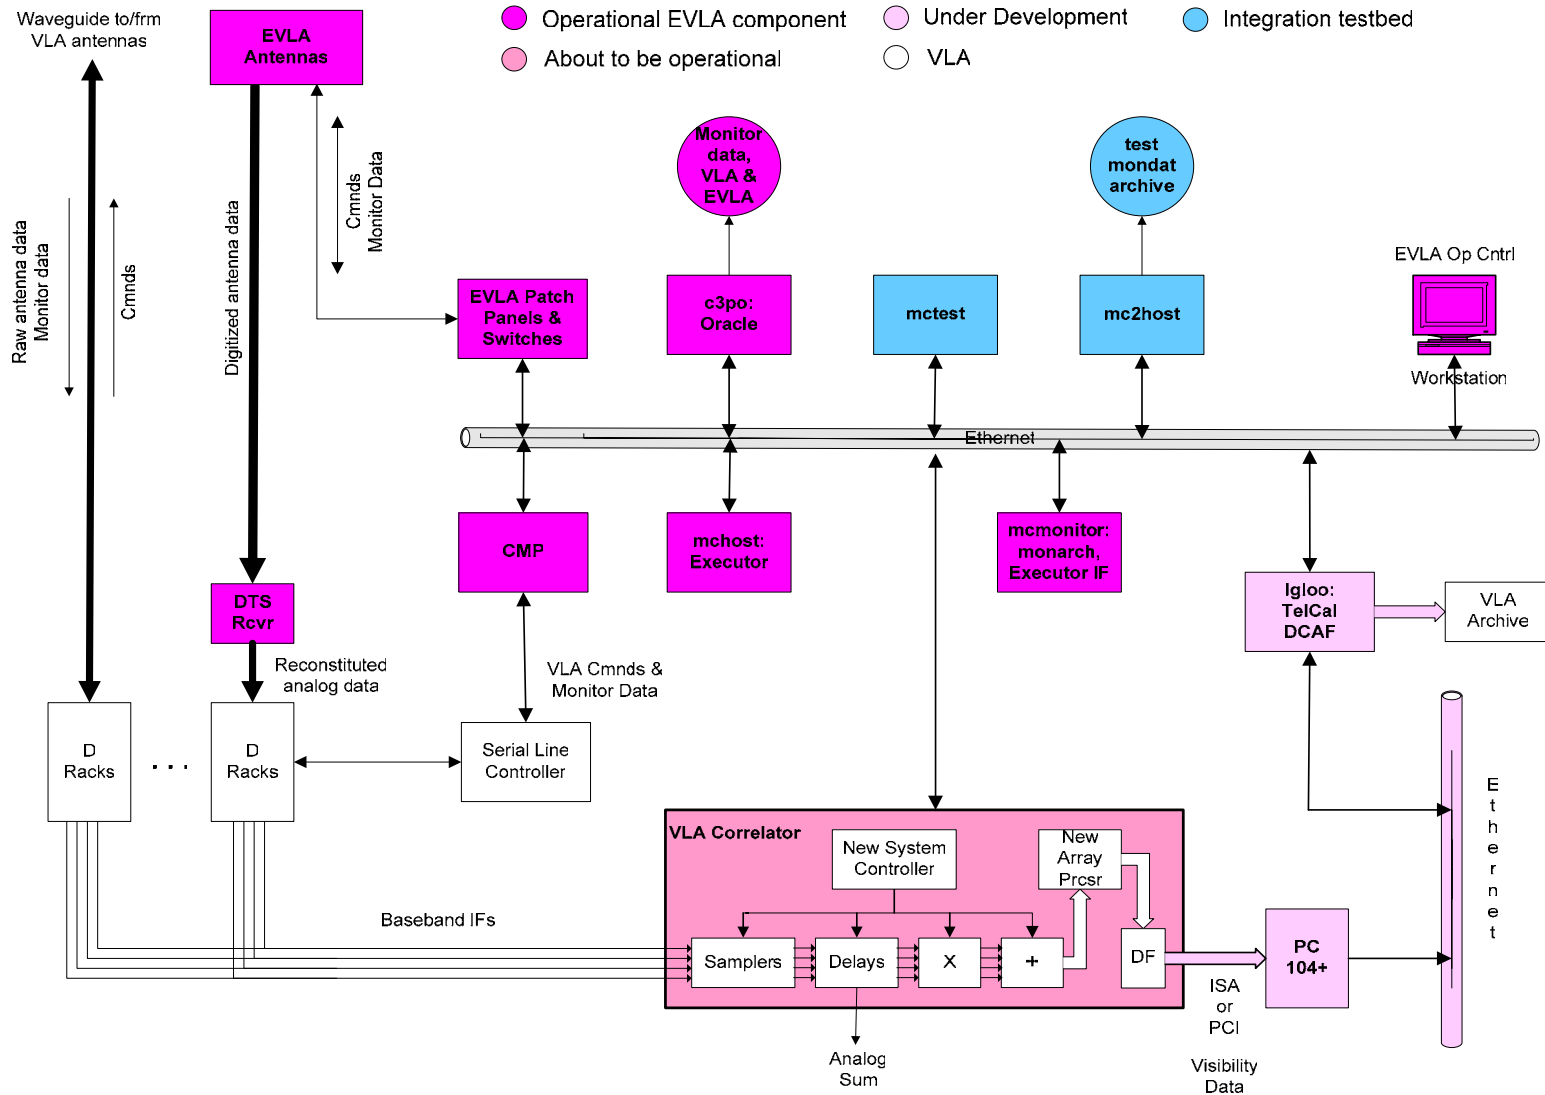 Waveguide to/frm
VLA antennas
EVLA
Antennas
Operational EVLA component
Under Development
Integration testbed
About to be operational
VLA
Raw antenna data
Monitor data
Cmnds
Digitized antenna data
Cmnds
Monitor Data
Monitor
data,
VLA &
EVLA
test
mondat
archive
EVLA Patch
Panels &
Switches
c3po:
Oracle
mctest
mc2host
EVLA Op Cntrl
Workstation
Ethernet
CMP
mchost:
Executor
mcmonitor:
monarch,
Executor IF
Igloo:
TelCal
DCAF
VLA
Archive
DTS
Rcvr
Reconstituted
analog data
VLA Cmnds &
Monitor Data
D
Racks
. . .
D
Racks
Serial Line
Controller
VLA Correlator
New System
Controller
New
Array
Prcsr
Baseband IFs
Samplers
Delays
X
+
DF
ISA
or
PCI
PC
104+
Ethernet
Analog
Sum
Visibility
Data